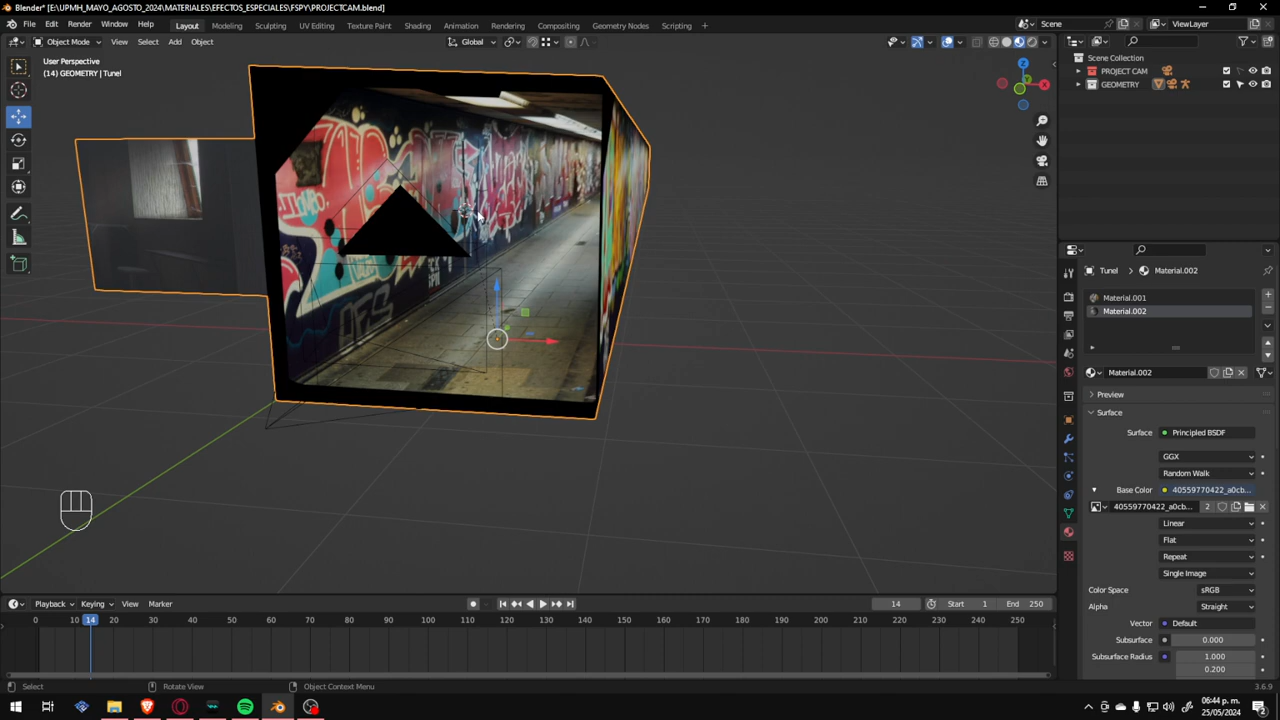 Blender* [E:\UPMH_MAYO_AGOSTO_2024\MATERIALES\EFECTOS_ESPECIALES\FSPY\PROJECTCAM.blend]
File Edit Render Window Help Layout Modeling Sculpting UV Editing Texture Paint Shading Animation Rendering Compositing Geometry Nodes Scripting + Scene ViewLayer
Object Mode View Select Add Object Global
User Perspective
(14) GEOMETRY | Tunel
Scene Collection
PROJECT CAM
GEOMETRY
Tunel Material.002
Material.001
Material.002
Material.002
Preview
Surface
Surface Principled BSDF
GGX
Random Walk
Base Color 40559770422_a0cb...
40559770422_a0cb... 2
Linear
Flat
Repeat
Single Image
Color Space sRGB
Alpha Straight
Vector Default
Subsurface 0.000
Subsurface Radius 1.000
0.200
Playback Keying View Marker 14 Start 1 End 250
0 10 14 20 30 40 50 60 70 80 90 100 110 120 130 140 150 160 170 180 190 200 210 220 230 240 250
Select Rotate View Object Context Menu 3.6.9
06:44 p. m.
25/05/2024
2